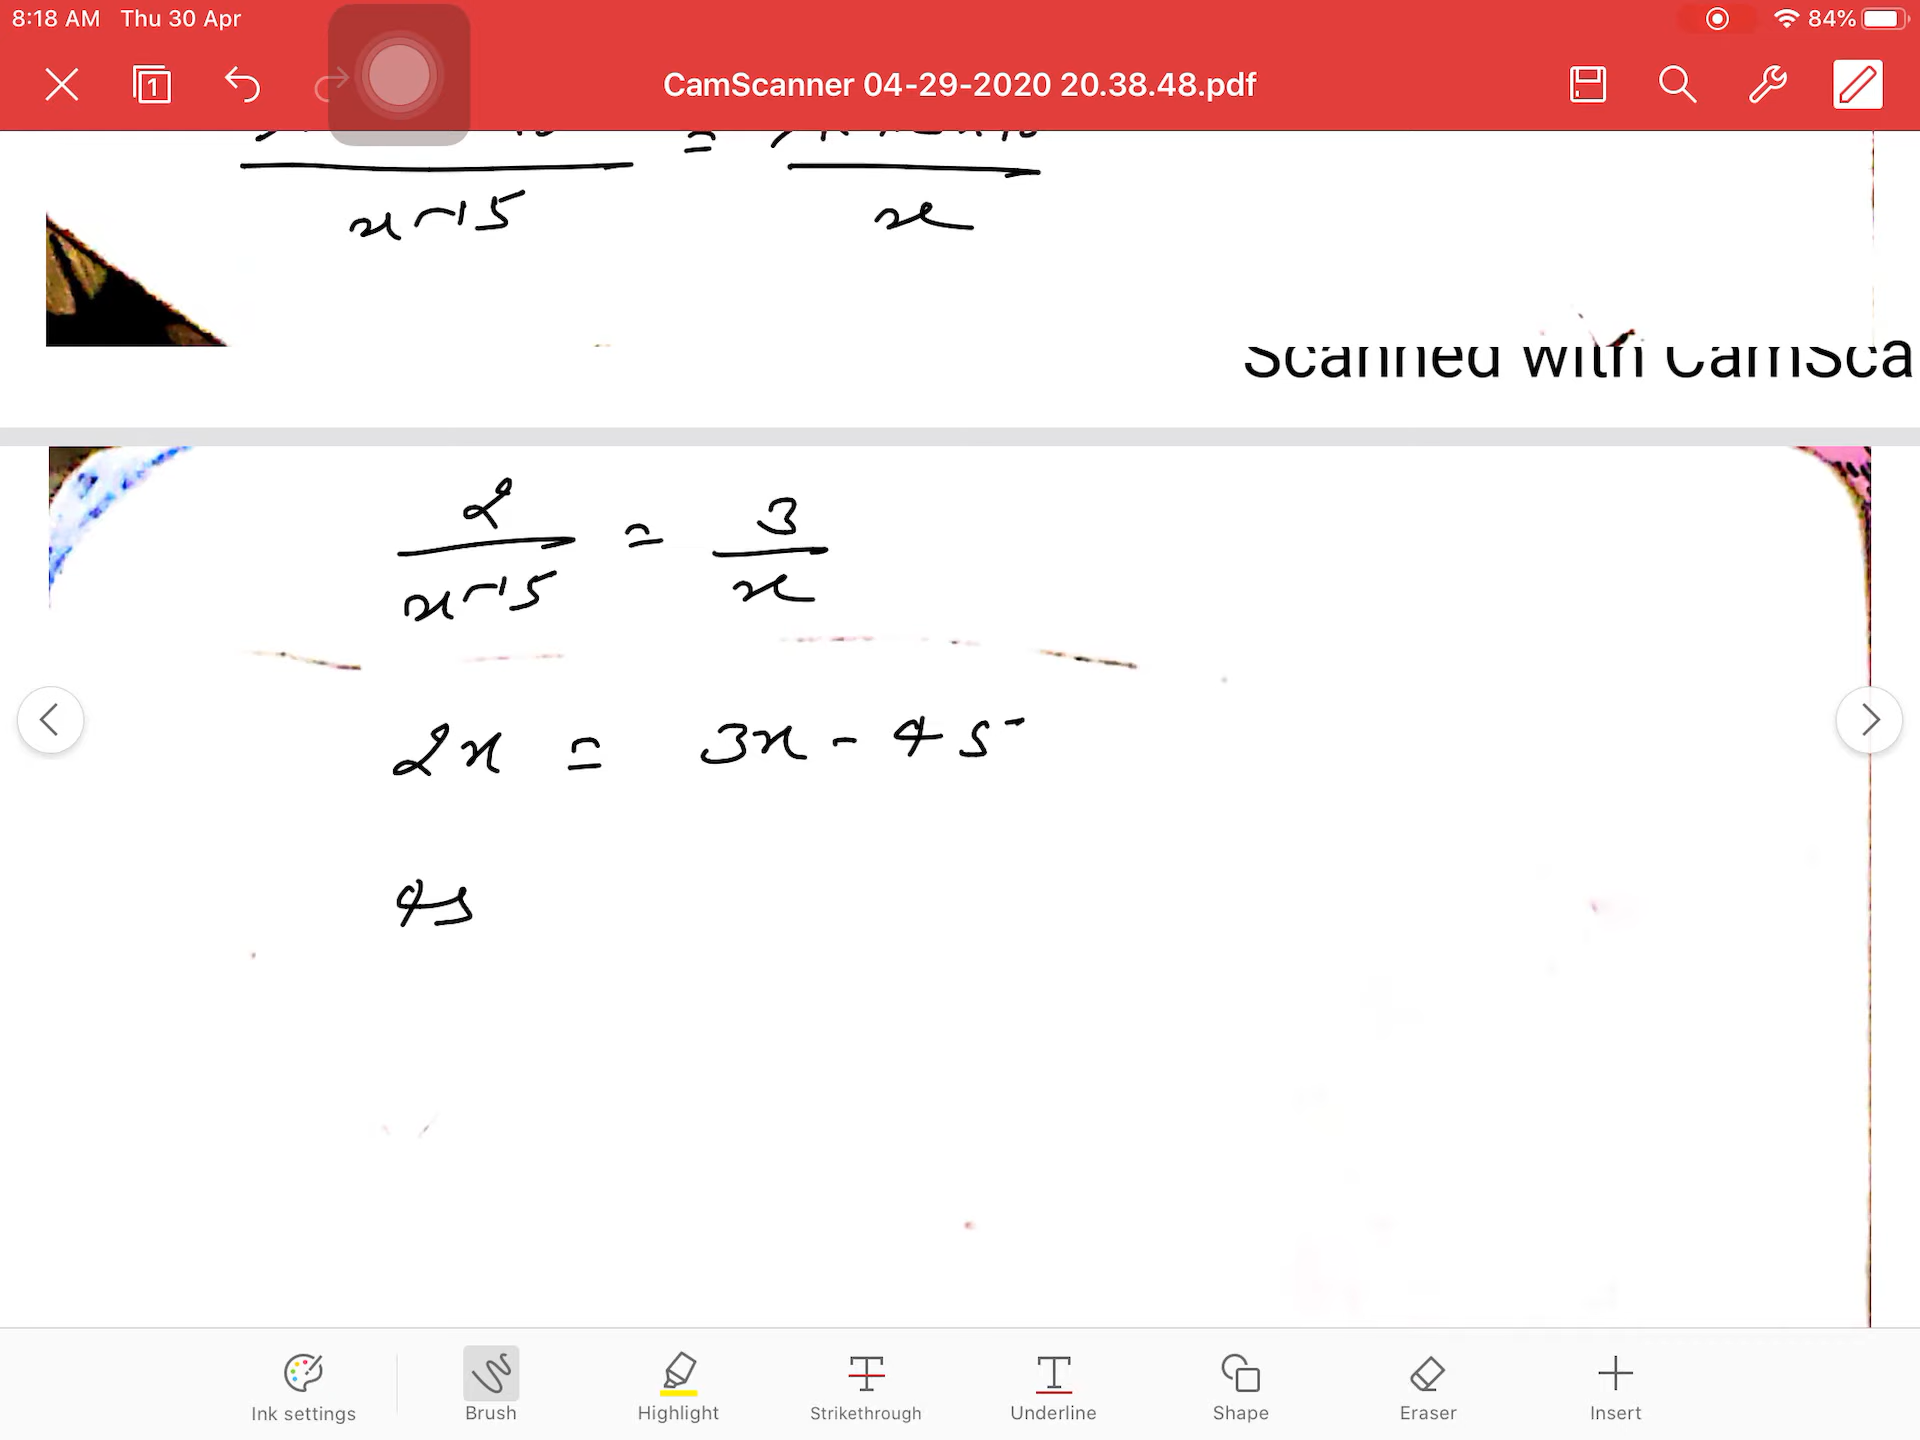 8:18 AM Thu 30 Apr 84%
1 CamScanner 04-29-2020 20.38.48.pdf
=
x-15 x
Scanned with CamSca
2/(x-15) = 3/x
2x = 3x - 45
45
Ink settings Brush Highlight Strikethrough Underline Shape Eraser Insert